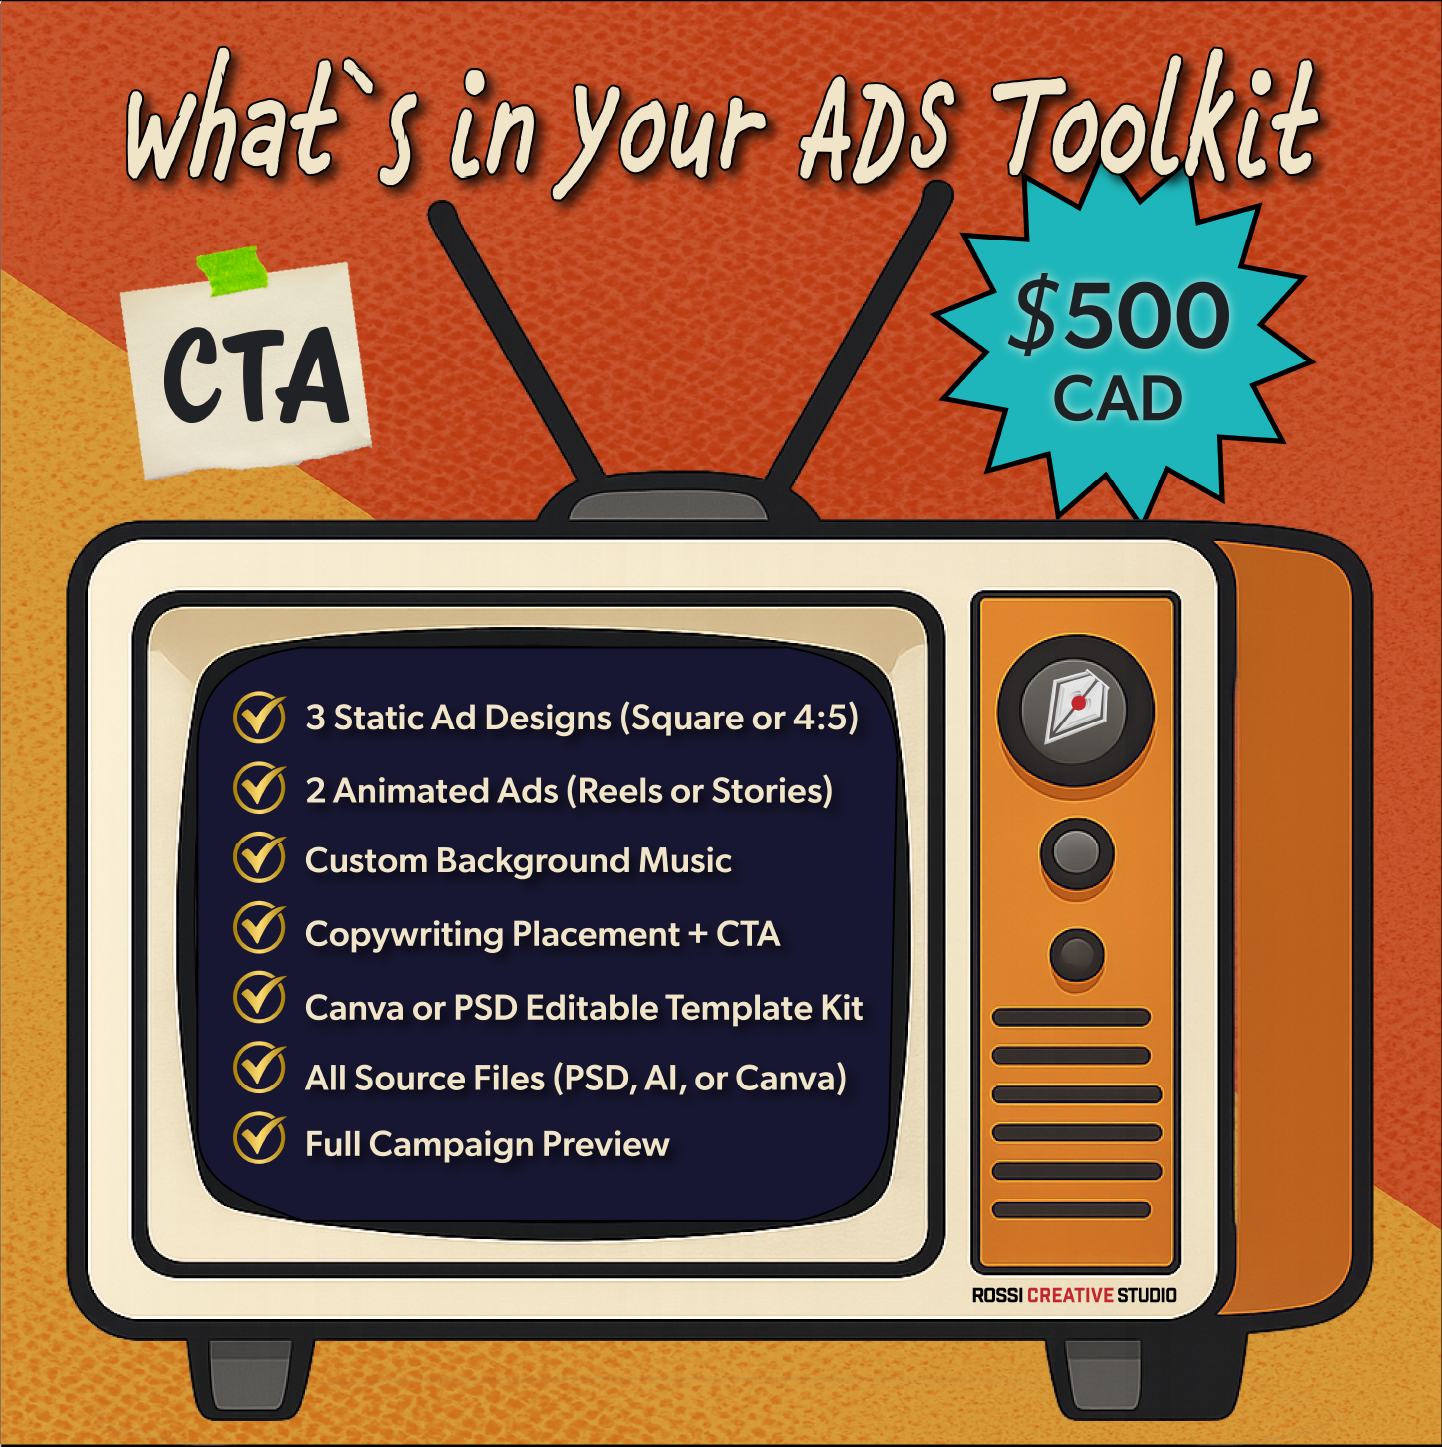 What`s in Your ADS Toolkit
CTA
$500
CAD
3 Static Ad Designs (Square or 4:5)
2 Animated Ads (Reels or Stories)
Custom Background Music
Copywriting Placement + CTA
Canva or PSD Editable Template Kit
All Source Files (PSD, AI, or Canva)
Full Campaign Preview
ROSSI CREATIVE STUDIO